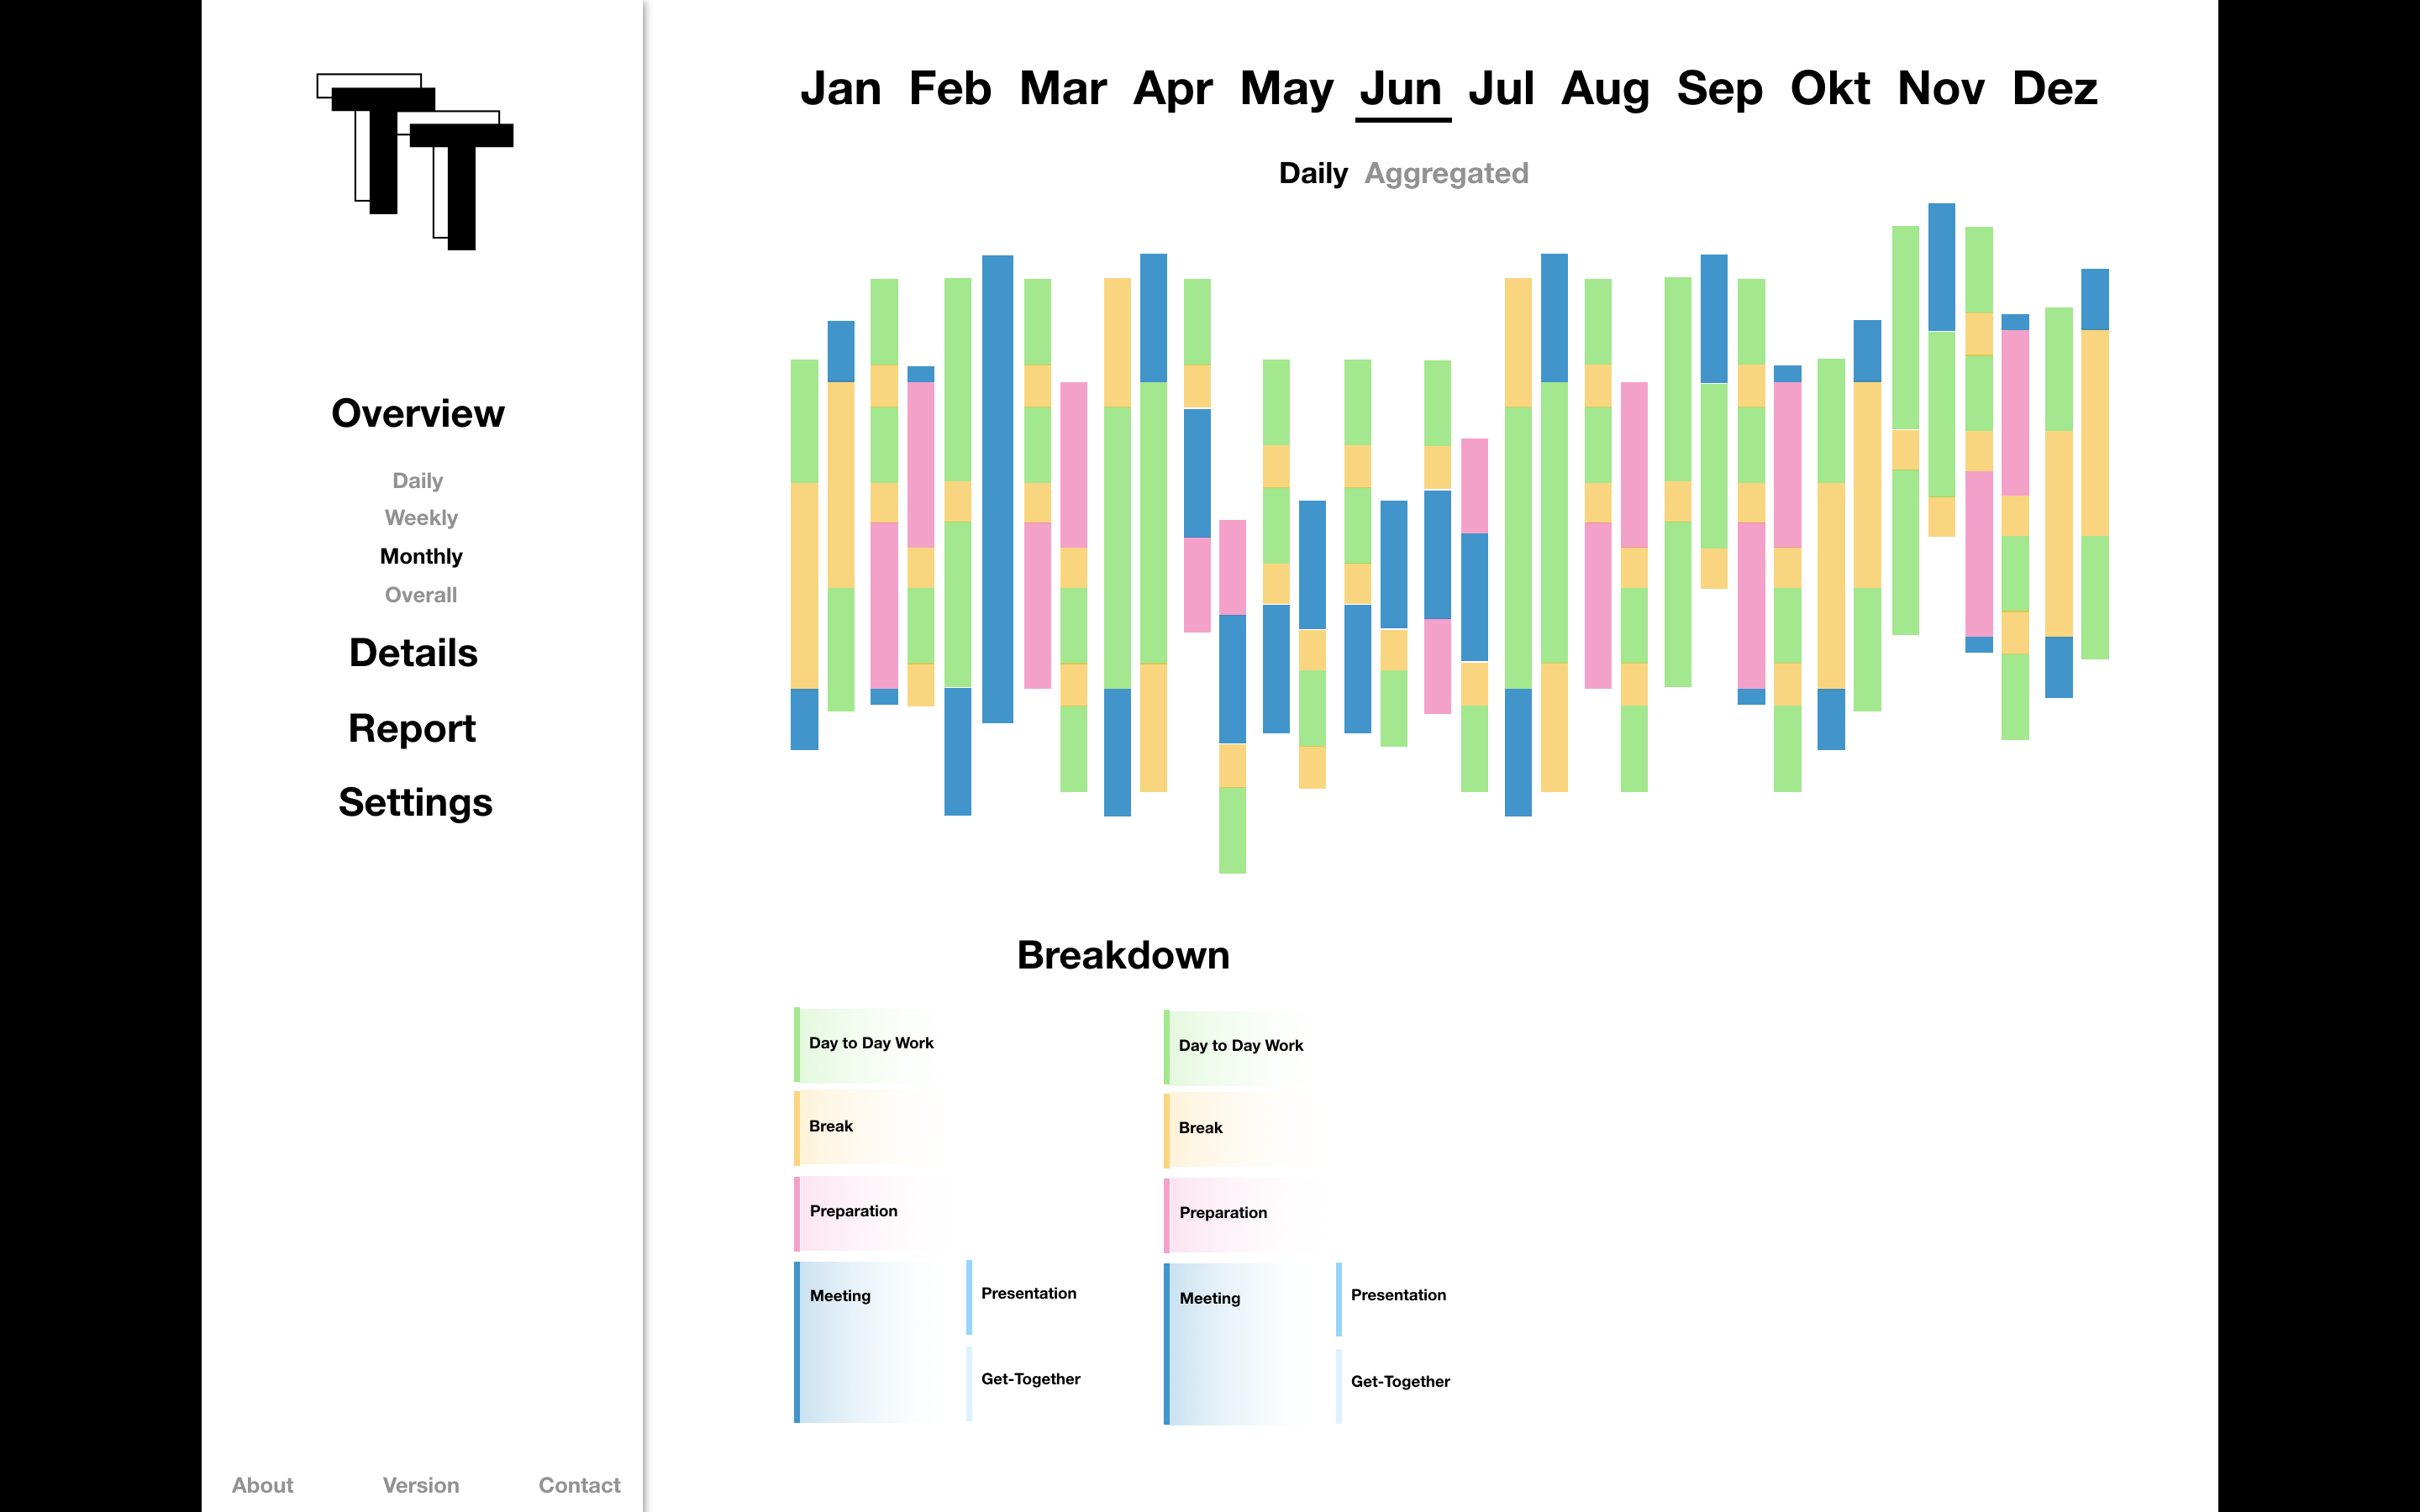 TT
Jan Feb Mar Apr May Jun Jul Aug Sep Okt Nov Dez
Daily Aggregated
Overview
Daily
Weekly
Monthly
Overall
Details
Report
Settings
Breakdown
Day to Day Work
Break
Preparation
Meeting
Presentation
Get-Together
Day to Day Work
Break
Preparation
Meeting
Presentation
Get-Together
About Version Contact